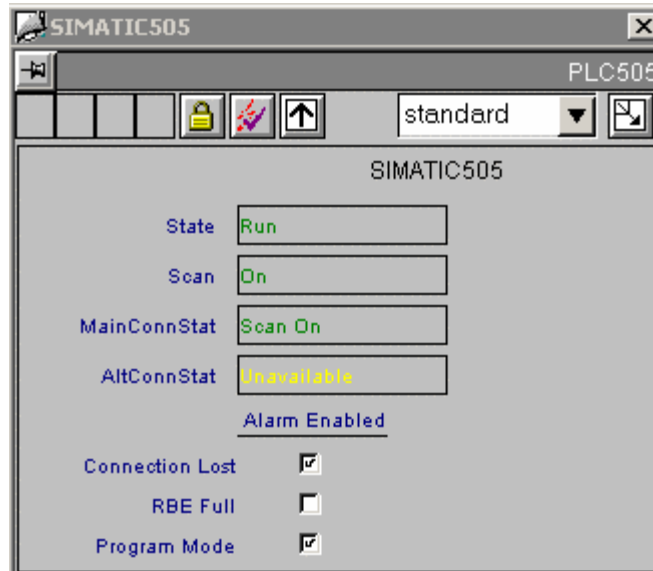 SIMATIC505
PLC505
standard
SIMATIC505
State Run
Scan On
MainConnStat Scan On
AltConnStat Unavailable
Alarm Enabled
Connection Lost
RBE Full
Program Mode